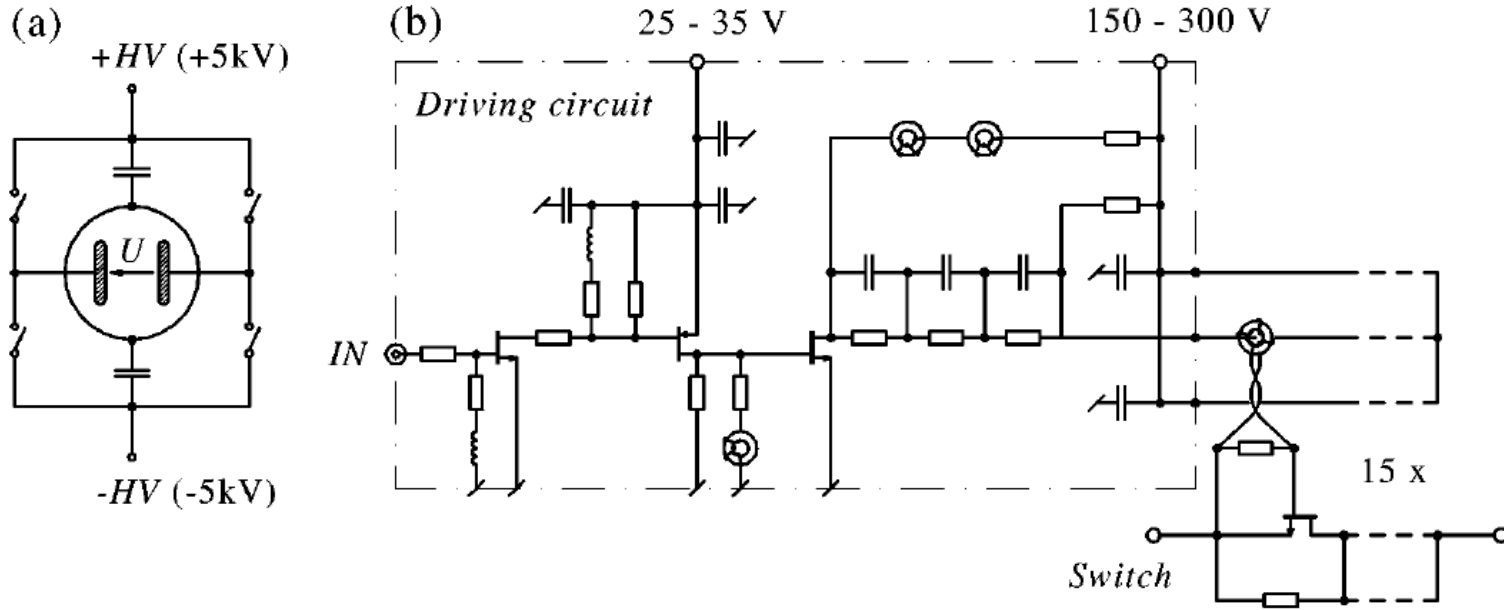 (a)
+HV (+5kV)
U
-HV (-5kV)
(b)
25 - 35 V
150 - 300 V
Driving circuit
IN
15 x
Switch